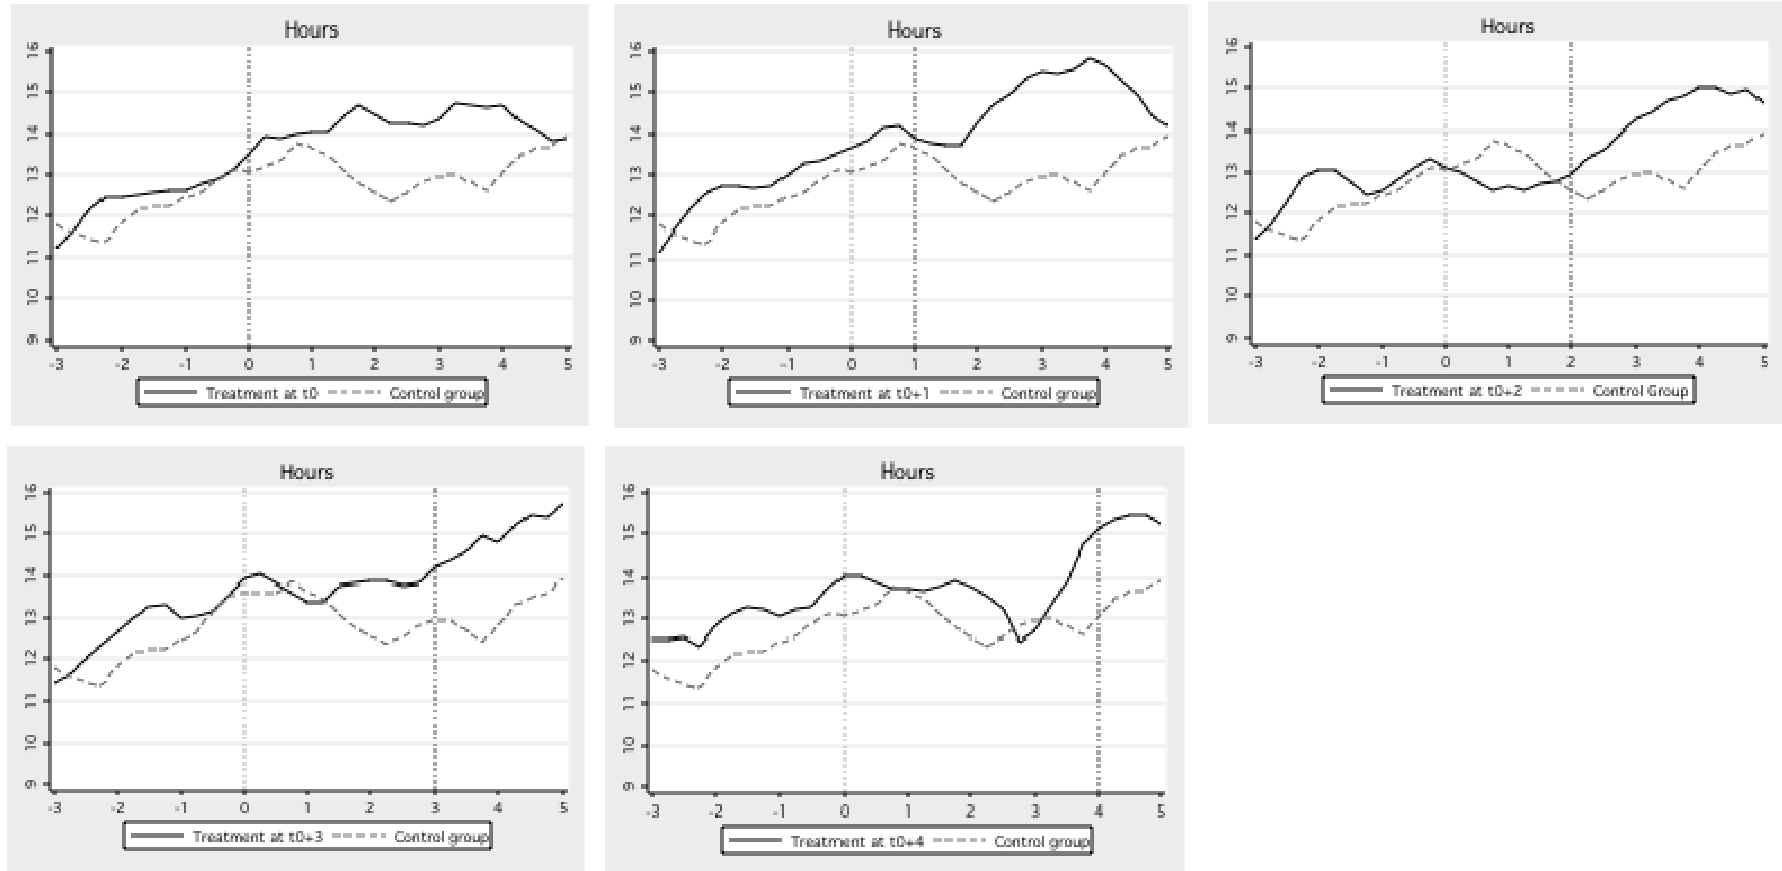 Hours
16
15
14
13
12
11
10
9
-3 -2 -1 0 1 2 3 4 5
Treatment at t0 Control group
Hours
16
15
14
13
12
11
10
9
-3 -2 -1 0 1 2 3 4 5
Treatment at t0+1 Control group
Hours
16
15
14
13
12
11
10
9
-3 -2 -1 0 1 2 3 4 5
Treatment at t0+2 Control Group
Hours
16
15
14
13
12
11
10
9
-3 -2 -1 0 1 2 3 4 5
Treatment at t0+3 Control group
Hours
16
15
14
13
12
11
10
9
-3 -2 -1 0 1 2 3 4 5
Treatment at t0+4 Control group